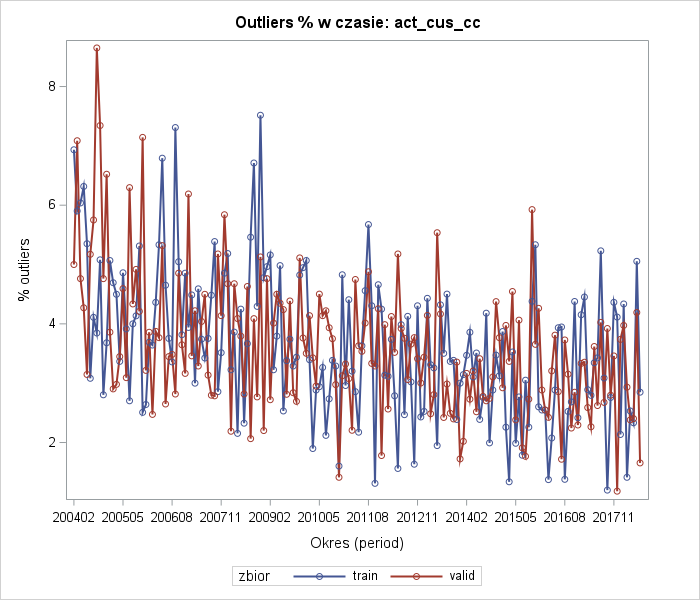 Outliers % w czasie: act_cus_cc
% outliers
8
6
4
2
200402 200505 200608 200711 200902 201005 201108 201211 201402 201505 201608 201711
Okres (period)
zbior train valid